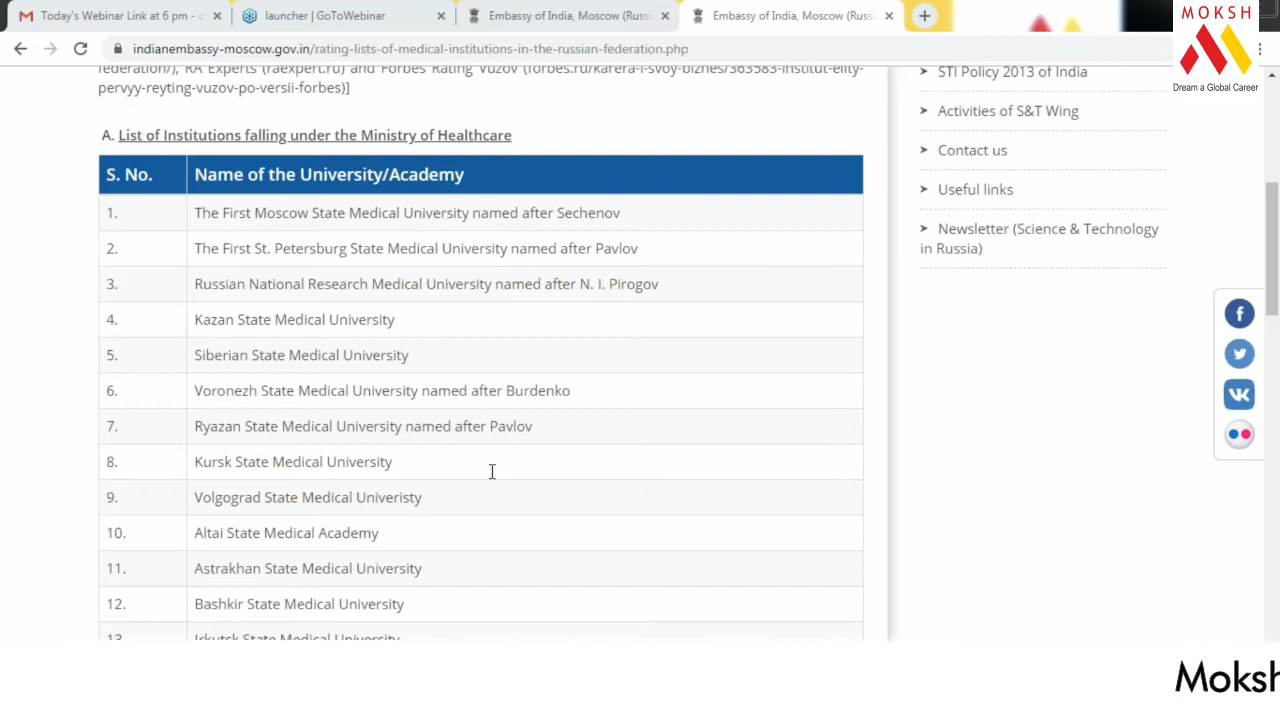 Today's Webinar Link at 6 pm -
launcher | GoToWebinar
Embassy of India, Moscow (Russi
Embassy of India, Moscow (Russi
MOKSH
Dream a Global Career
indianembassy-moscow.gov.in/rating-lists-of-medical-institutions-in-the-russian-federation.php
federation/), RA Experts (raexpert.ru) and Forbes Rating Vuzov (forbes.ru/karera-i-svoy-biznes/363583-institut-elity-
pervyy-reyting-vuzov-po-versii-forbes)]
A. List of Institutions falling under the Ministry of Healthcare
S. No. Name of the University/Academy
1. The First Moscow State Medical University named after Sechenov
2. The First St. Petersburg State Medical University named after Pavlov
3. Russian National Research Medical University named after N. I. Pirogov
4. Kazan State Medical University
5. Siberian State Medical University
6. Voronezh State Medical University named after Burdenko
7. Ryazan State Medical University named after Pavlov
8. Kursk State Medical University
9. Volgograd State Medical Univeristy
10. Altai State Medical Academy
11. Astrakhan State Medical University
12. Bashkir State Medical University
13. Irkutsk State Medical University
STI Policy 2013 of India
Activities of S&T Wing
Contact us
Useful links
Newsletter (Science & Technology
in Russia)
Moksh